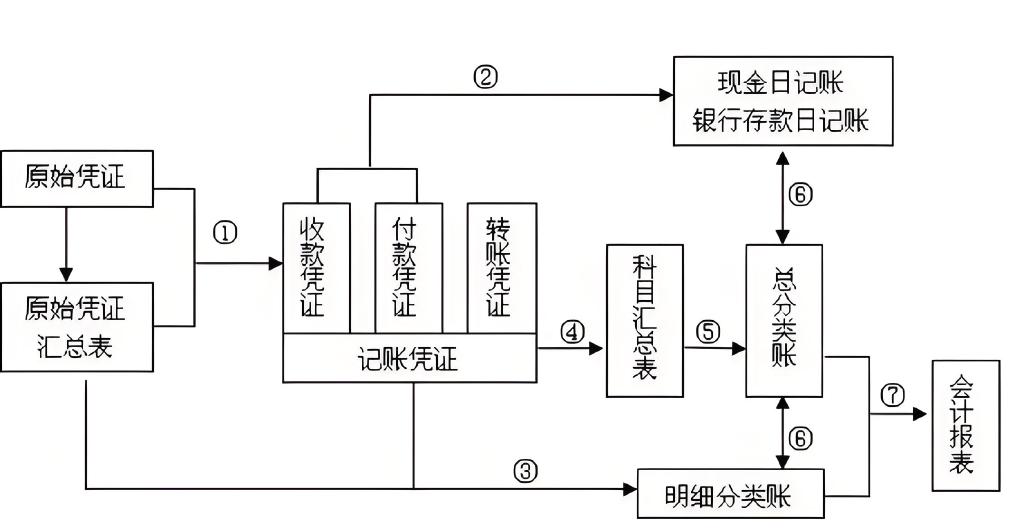 ②
现金日记账
银行存款日记账
原始凭证
①
⑥
收款凭证
付款凭证
转账凭证
科目汇总表
总分类账
原始凭证
汇总表
记账凭证
④
⑤
会计报表
⑦
⑥
③
明细分类账